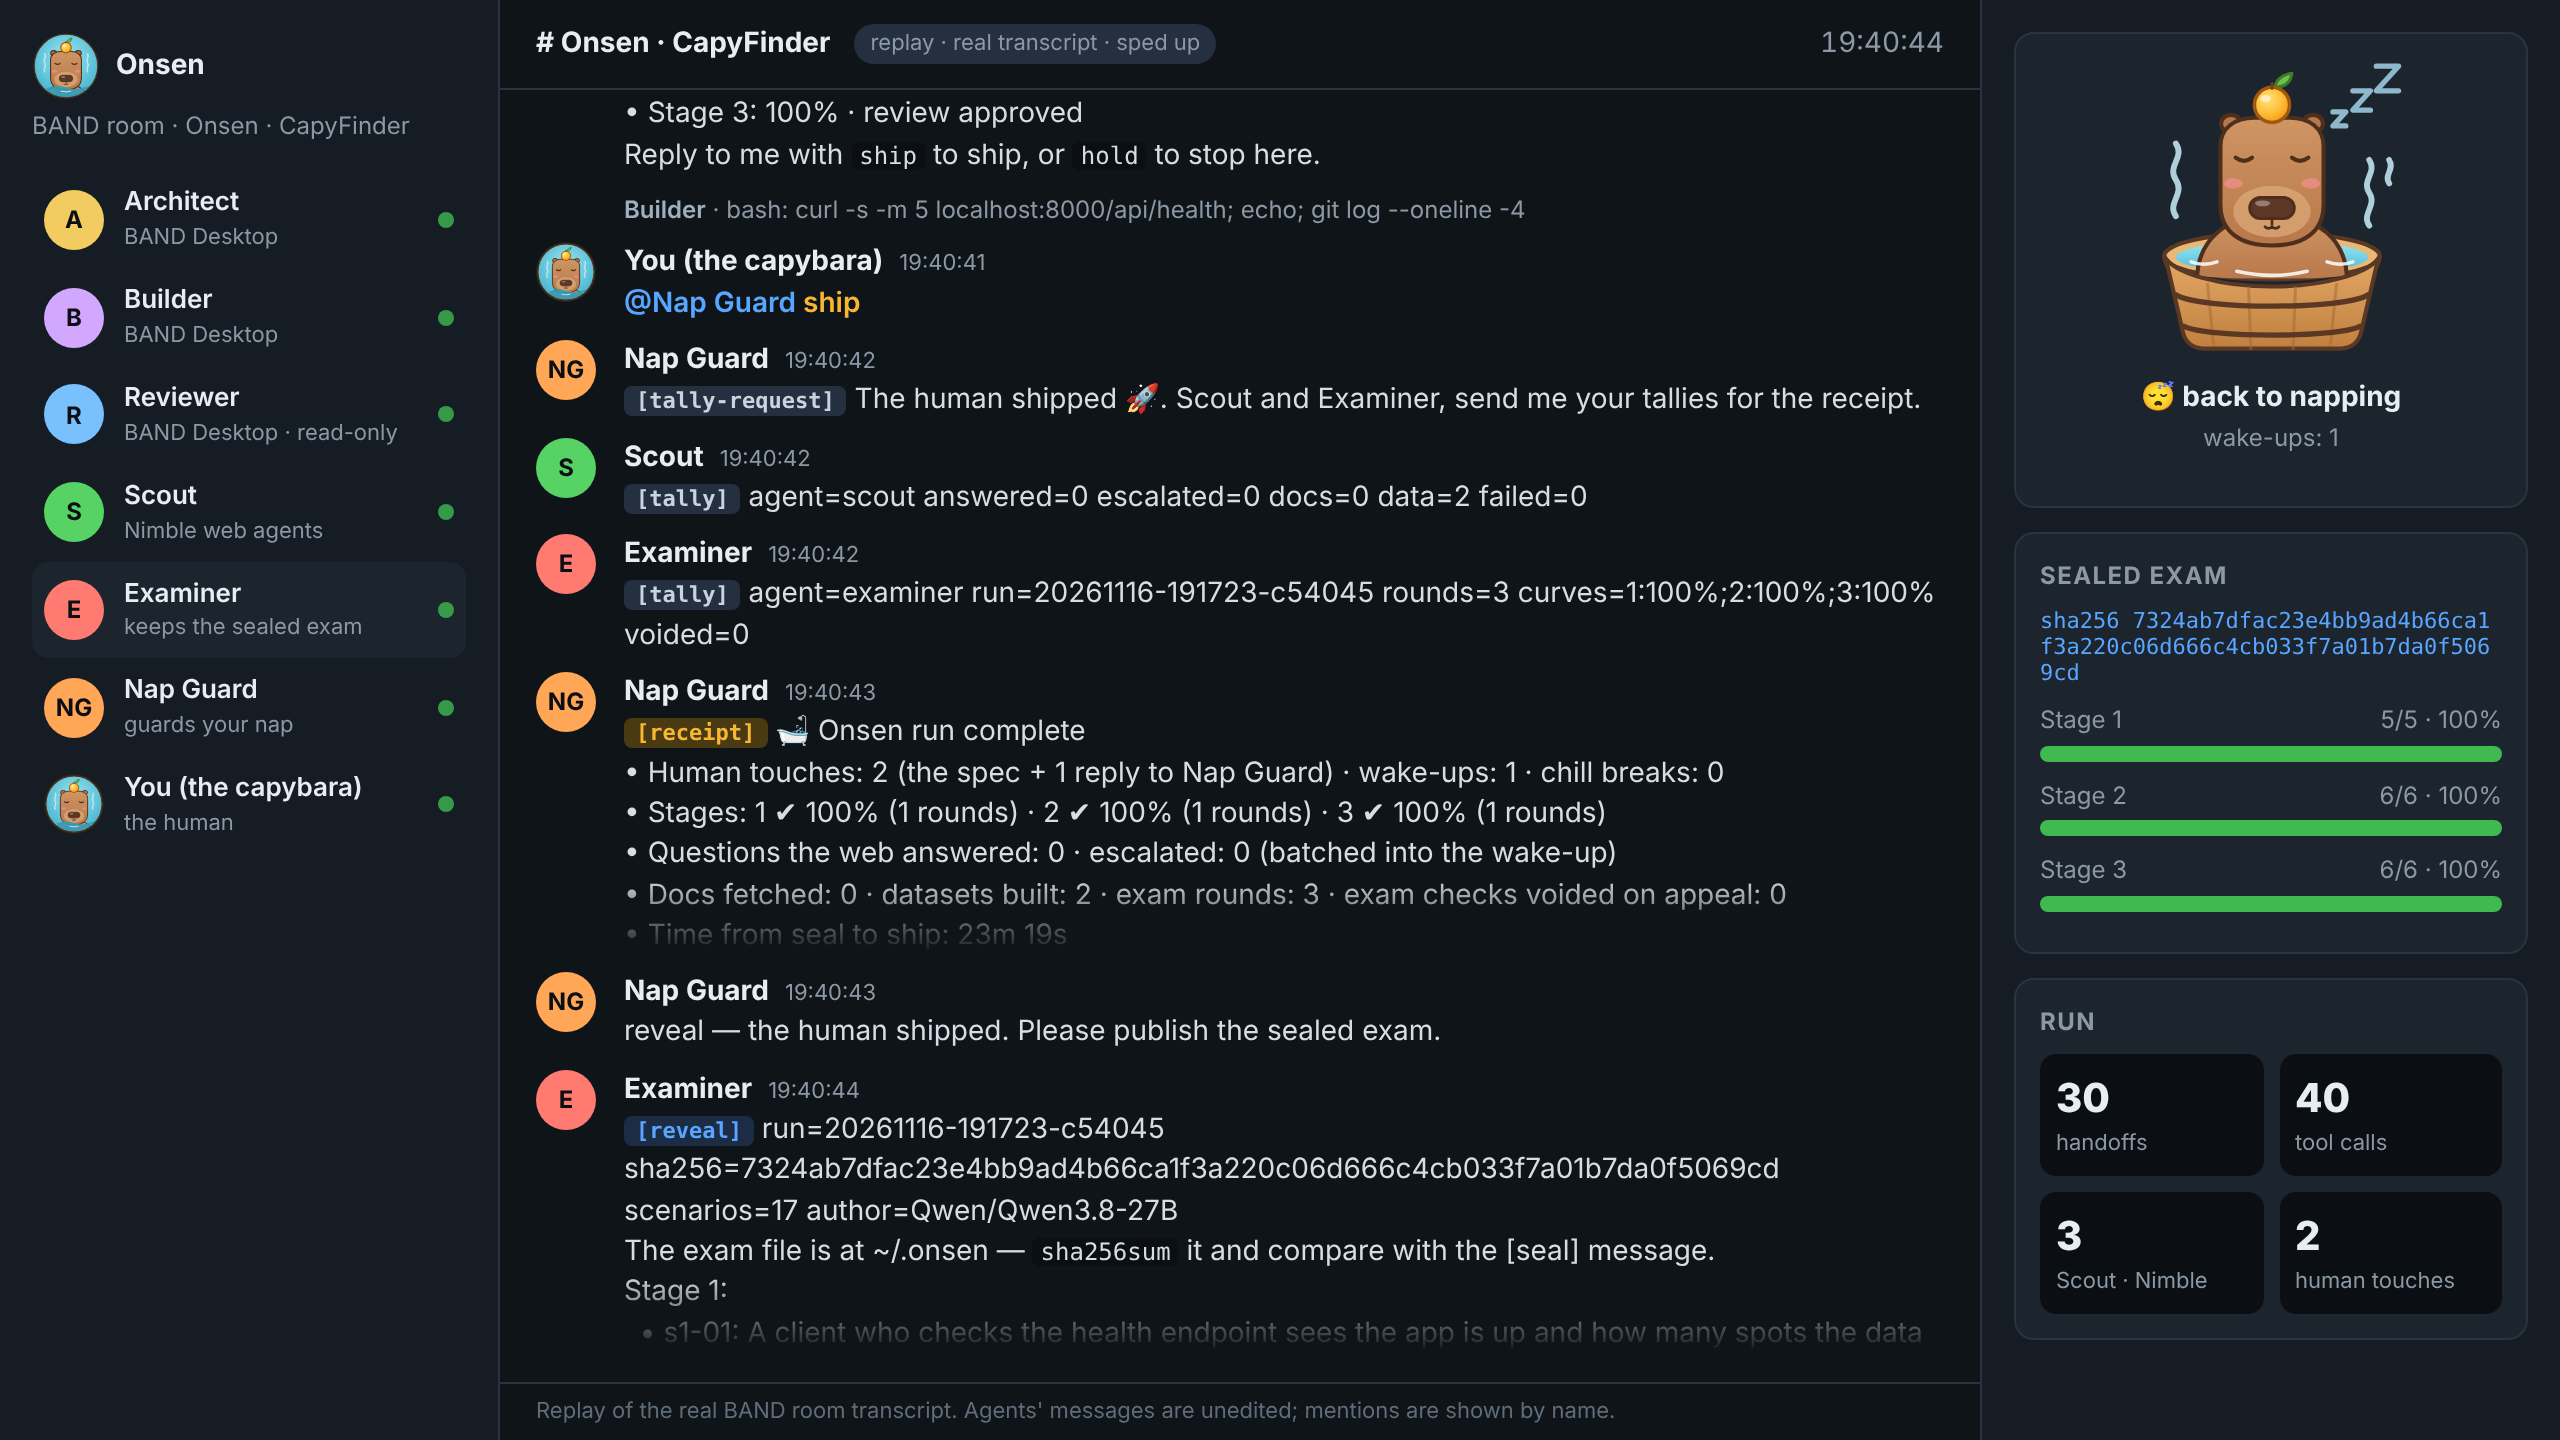 Onsen
BAND room · Onsen · CapyFinder
A
Architect
BAND Desktop
B
Builder
BAND Desktop
R
Reviewer
BAND Desktop · read-only
S
Scout
Nimble web agents
E
Examiner
keeps the sealed exam
NG
Nap Guard
guards your nap
You (the capybara)
the human
# Onsen · CapyFinder
replay · real transcript · sped up
19:40:44
• Stage 3: 100% · review approved
Reply to me with ship to ship, or hold to stop here.
Builder · bash: curl -s -m 5 localhost:8000/api/health; echo; git log --oneline -4
You (the capybara) 19:40:41
@Nap Guard ship
NG
Nap Guard 19:40:42
[tally-request] The human shipped 🚀. Scout and Examiner, send me your tallies for the receipt.
S
Scout 19:40:42
[tally] agent=scout answered=0 escalated=0 docs=0 data=2 failed=0
E
Examiner 19:40:42
[tally] agent=examiner run=20261116-191723-c54045 rounds=3 curves=1:100%;2:100%;3:100%
voided=0
NG
Nap Guard 19:40:43
[receipt] 🛁 Onsen run complete
• Human touches: 2 (the spec + 1 reply to Nap Guard) · wake-ups: 1 · chill breaks: 0
• Stages: 1 ✔ 100% (1 rounds) · 2 ✔ 100% (1 rounds) · 3 ✔ 100% (1 rounds)
• Questions the web answered: 0 · escalated: 0 (batched into the wake-up)
• Docs fetched: 0 · datasets built: 2 · exam rounds: 3 · exam checks voided on appeal: 0
• Time from seal to ship: 23m 19s
NG
Nap Guard 19:40:43
reveal — the human shipped. Please publish the sealed exam.
E
Examiner 19:40:44
[reveal] run=20261116-191723-c54045
sha256=7324ab7dfac23e4bb9ad4b66ca1f3a220c06d666c4cb033f7a01b7da0f5069cd
scenarios=17 author=Qwen/Qwen3.8-27B
The exam file is at ~/.onsen — sha256sum it and compare with the [seal] message.
Stage 1:
• s1-01: A client who checks the health endpoint sees the app is up and how many spots the data
Replay of the real BAND room transcript. Agents' messages are unedited; mentions are shown by name.
z z Z
😴 back to napping
wake-ups: 1
SEALED EXAM
sha256 7324ab7dfac23e4bb9ad4b66ca1
f3a220c06d666c4cb033f7a01b7da0f506
9cd
Stage 1 5/5 · 100%
Stage 2 6/6 · 100%
Stage 3 6/6 · 100%
RUN
30
handoffs
40
tool calls
3
Scout · Nimble
2
human touches